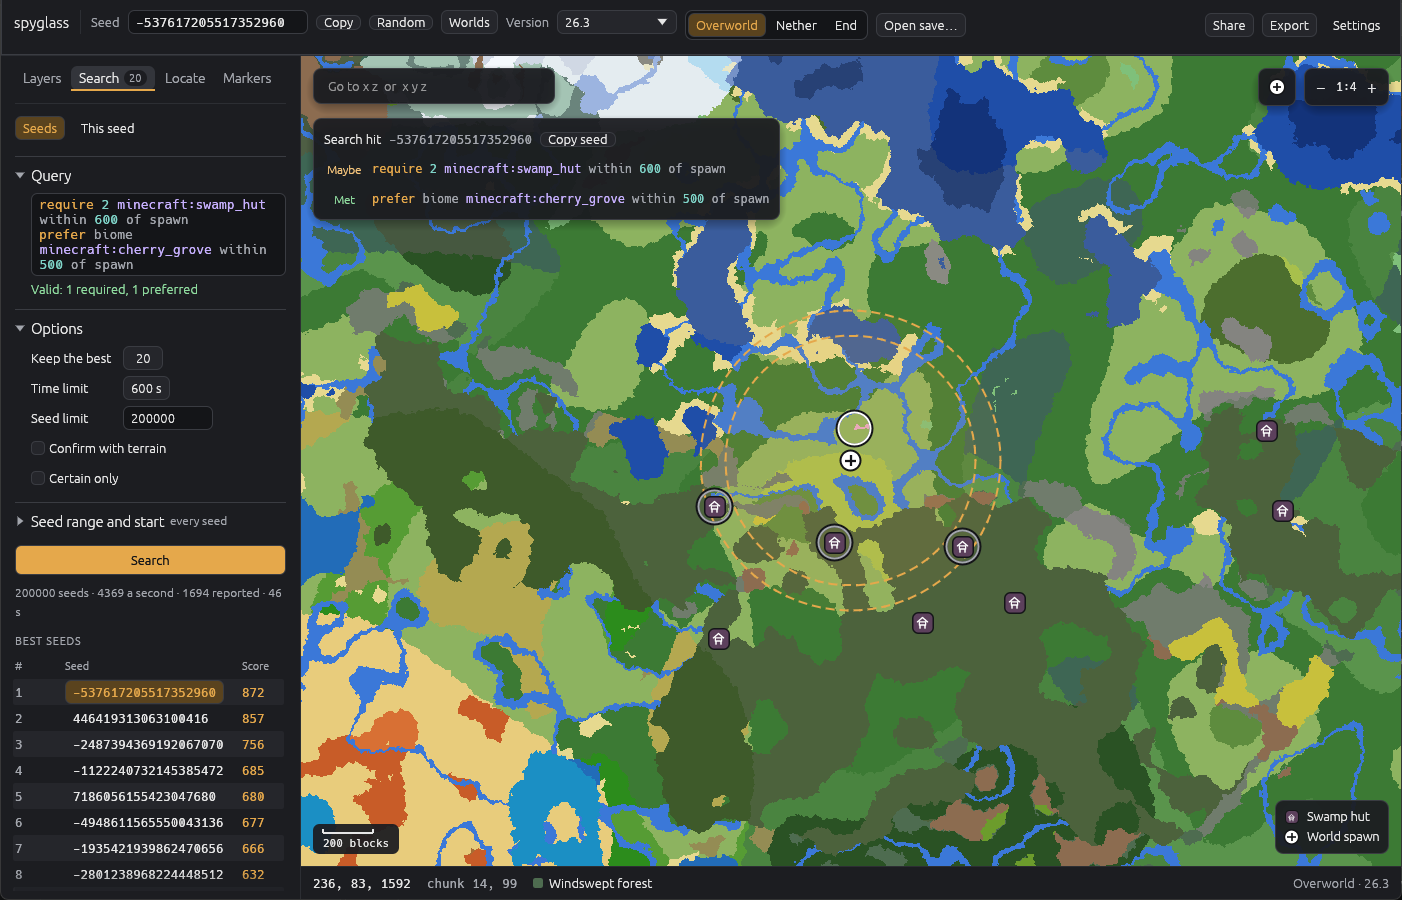 spyglass Seed -537617205517352960 Copy Random Worlds Version 26.3 Overworld Nether End Open save... Share Export Settings
Layers Search 20 Locate Markers
Seeds This seed
Query
require 2 minecraft:swamp_hut
within 600 of spawn
prefer biome
minecraft:cherry_grove within
500 of spawn
Valid: 1 required, 1 preferred
Options
Keep the best 20
Time limit 600 s
Seed limit 200000
Confirm with terrain
Certain only
Seed range and start every seed
Search
200000 seeds · 4369 a second · 1694 reported · 46
s
BEST SEEDS
# Seed Score
1 -537617205517352960 872
2 446419313063100416 857
3 -2487394369192067070 756
4 -1122240732145385472 685
5 7186056155423047680 680
6 -4948611565550043136 677
7 -1935421939862470656 666
8 -2801238968224448512 632
Go to x z or x y z
Search hit -537617205517352960 Copy seed
Maybe require 2 minecraft:swamp_hut within 600 of spawn
Met prefer biome minecraft:cherry_grove within 500 of spawn
− 1:4 +
200 blocks
Swamp hut
World spawn
236, 83, 1592 chunk 14, 99 Windswept forest Overworld · 26.3